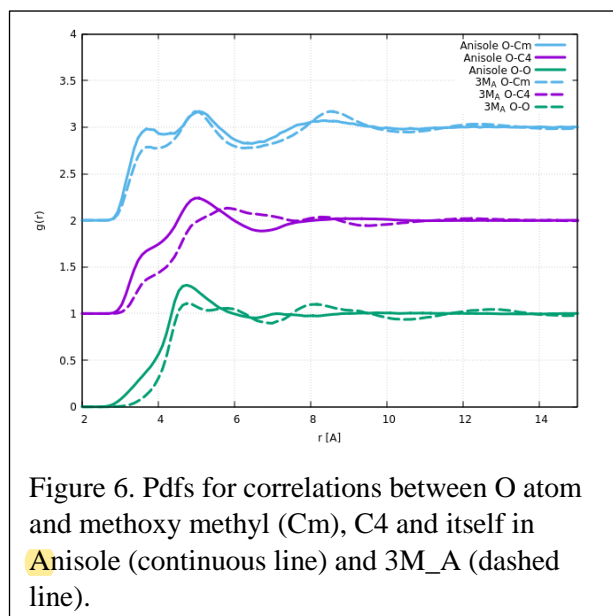 4
3.5
3
2.5
2
1.5
1
0.5
0
g(r)
Anisole O-Cm
Anisole O-C4
Anisole O-O
3M_A O-Cm
3M_A O-C4
3M_A O-O
2 4 6 8 10 12 14
r [A]
Figure 6. Pdfs for correlations between O atom
and methoxy methyl (Cm), C4 and itself in
Anisole (continuous line) and 3M_A (dashed
line).